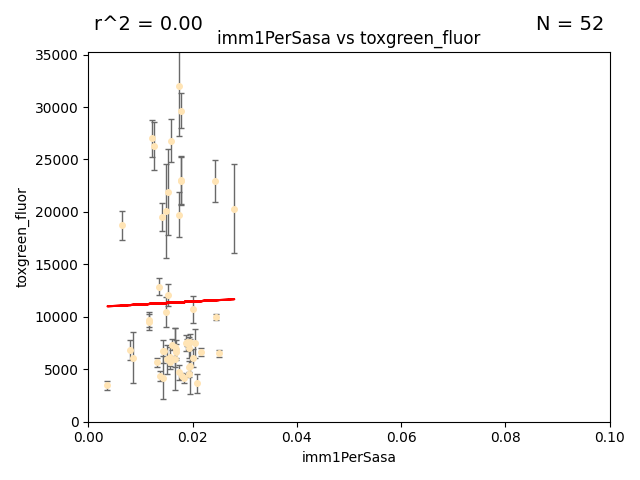 r^2 = 0.00
N = 52
imm1PerSasa vs toxgreen_fluor
35000
30000
25000
20000
15000
10000
5000
0
toxgreen_fluor
0.00
0.02
0.04
0.06
0.08
0.10
imm1PerSasa